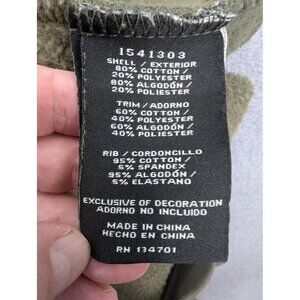 1541303
SHELL / EXTERIOR
80% COTTON /
20% POLYESTER
80% ALGODÓN /
20% POLIESTER
TRIM / ADORNO
60% COTTON /
40% POLYESTER
60% ALGODÓN /
40% POLIESTER
RIB / CORDONCILLO
95% COTTON /
5% SPANDEX
95% ALGODÓN /
5% ELASTANO
EXCLUSIVE OF DECORATION
ADORNO NO INCLUIDO
MADE IN CHINA
HECHO EN CHINA
RN 134701